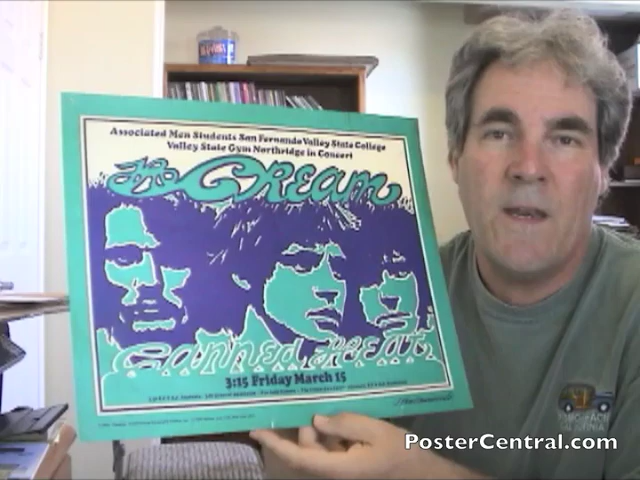 Associated Men Students San Fernando Valley State College
Valley State Gym Northridge in Concert
The CREAM
Canned Heat
3:15 Friday March 15
PosterCentral.com